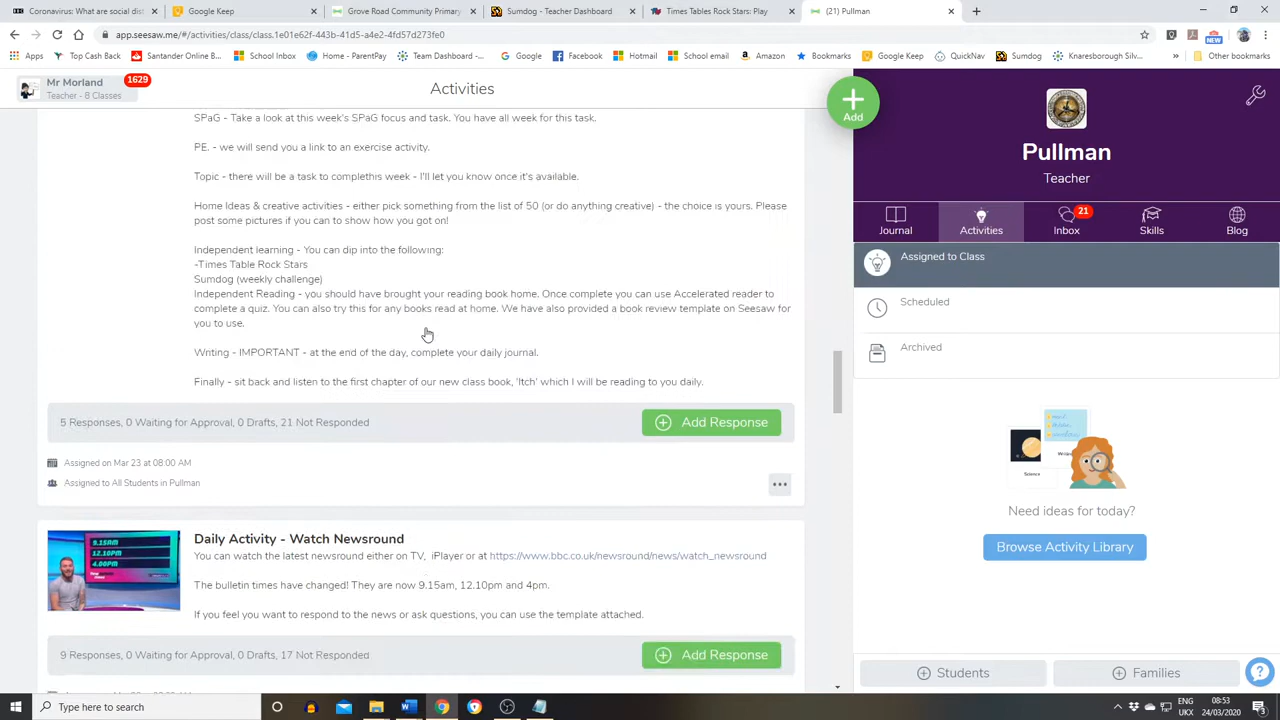 Coronavirus: What are social dist
Google Keep
Grove Road Community Primary
Sumdog - Teacher Dashboard
Times Tables Rock Stars: Play
(21) Pullman
app.seesaw.me/#/activities/class/class.1e01e62f-443b-41d5-a4e2-4fd57d273fe0
Apps
Top Cash Back
Santander Online B...
School Inbox
Home - ParentPay
Team Dashboard -...
Google
Facebook
Hotmail
School email
Amazon
Bookmarks
Google Keep
QuickNav
Sumdog
Knaresborough Silv...
»
Other bookmarks
NEW
Mr Morland
Teacher - 8 Classes
1629
Activities
Add
SPaG - Take a look at this week's SPaG focus and task. You have all week for this task.
PE. - we will send you a link to an exercise activity.
Topic - there will be a task to complethis week - I'll let you know once it's available.
Home Ideas & creative activities - either pick something from the list of 50 (or do anything creative) - the choice is yours. Please
post some pictures if you can to show how you got on!
Independent learning - You can dip into the following:
-Times Table Rock Stars
Sumdog (weekly challenge)
Independent Reading - you should have brought your reading book home. Once complete you can use Accelerated reader to
complete a quiz. You can also try this for any books read at home. We have also provided a book review template on Seesaw for
you to use.
Writing - IMPORTANT - at the end of the day, complete your daily journal.
Finally - sit back and listen to the first chapter of our new class book, 'Itch' which I will be reading to you daily.
5 Responses, 0 Waiting for Approval, 0 Drafts, 21 Not Responded
Add Response
Assigned on Mar 23 at 08:00 AM
Assigned to All Students in Pullman
9.15AM
12.10PM
4.00PM
Daily Activity - Watch Newsround
You can watch the latest newsround either on TV, iPlayer or at https://www.bbc.co.uk/newsround/news/watch_newsround
The bulletin times have changed! They are now 9.15am, 12.10pm and 4pm.
If you feel you want to respond to the news or ask questions, you can use the template attached.
9 Responses, 0 Waiting for Approval, 0 Drafts, 17 Not Responded
Add Response
Pullman
Teacher
Journal
Activities
21
Inbox
Skills
Blog
Assigned to Class
Scheduled
Archived
Science
Need ideas for today?
Browse Activity Library
Students
Families
Type here to search
ENG
UKX
08:53
24/03/2020
3